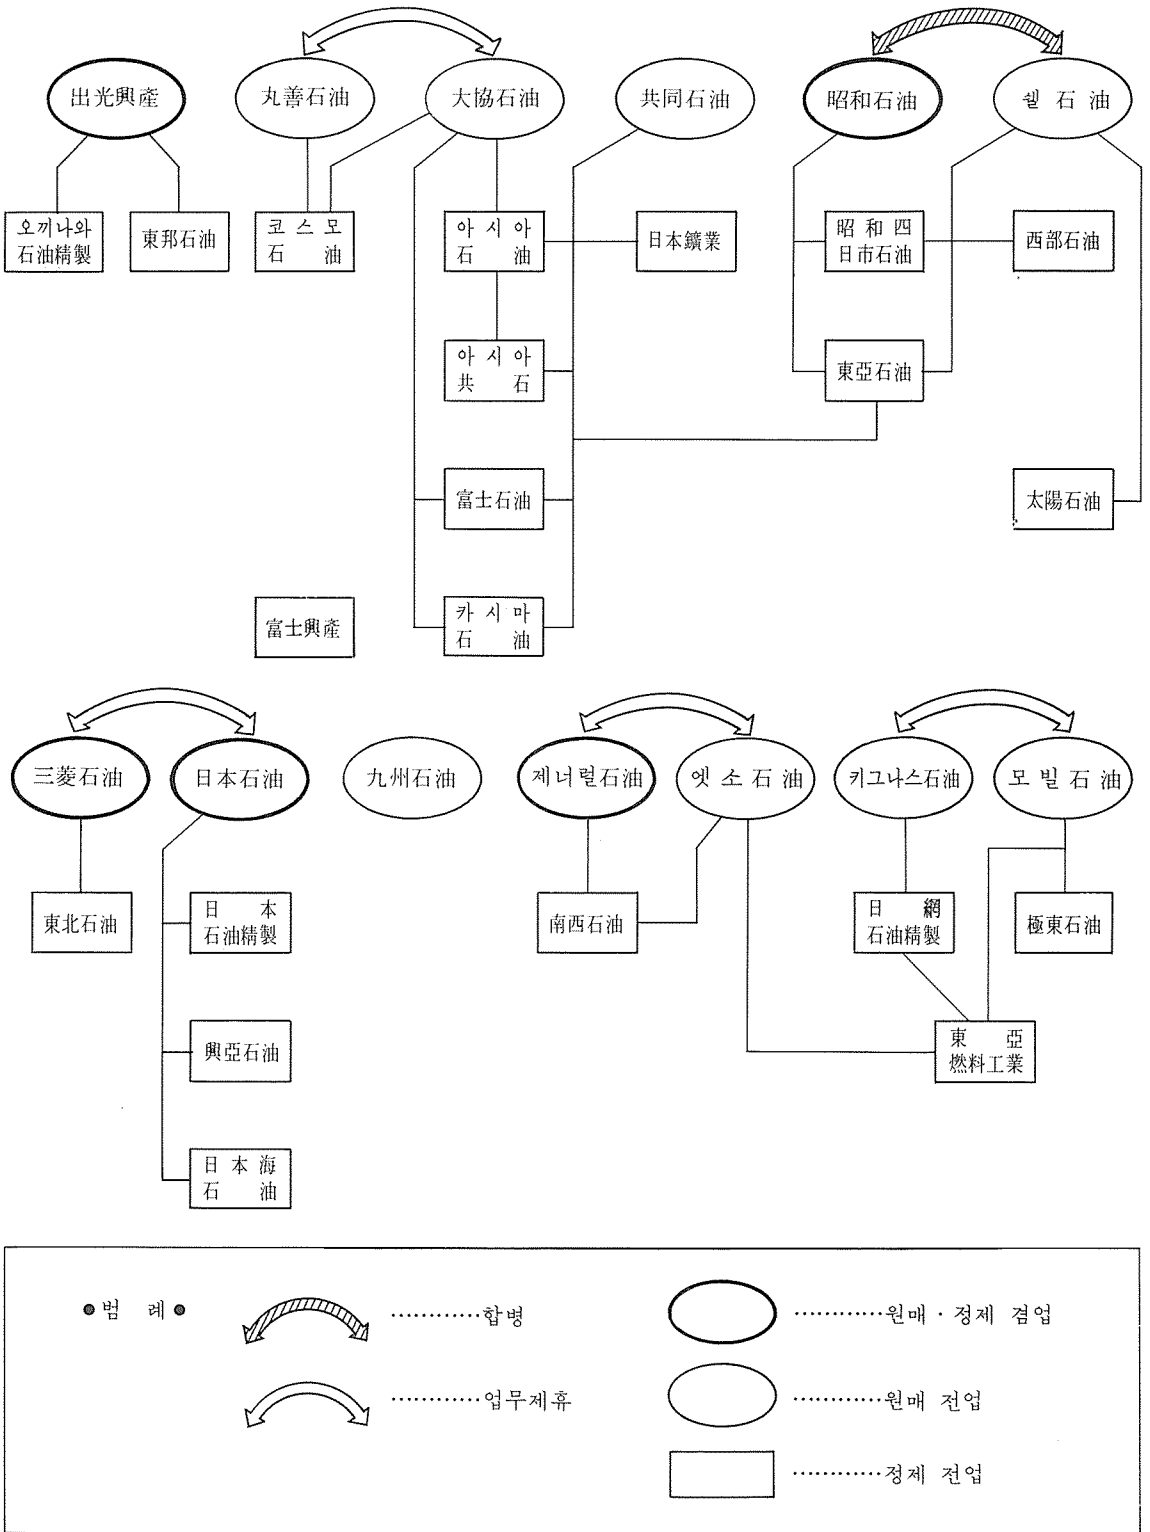 出光興産
丸善石油
大協石油
共同石油
昭和石油
쉘 石 油
오끼나와
石油精製
東邦石油
코 스 모
石 油
아 시 아
石 油
日本鑛業
昭 和 四
日市石油
西部石油
아 시 아
共 石
東亞石油
富士石油
太陽石油
富士興産
카 시 마
石 油
三菱石油
日本石油
九州石油
제너럴石油
엣 소 石 油
키그나스石油
모 빌 石 油
東北石油
日 本
石油精製
南西石油
日 網
石油精製
極東石油
興亞石油
東 亞
燃料工業
日 本 海
石 油
●범 례●
…………합병
…………원매 · 정제 겸업
…………업무제휴
…………원매 전업
…………정제 전업